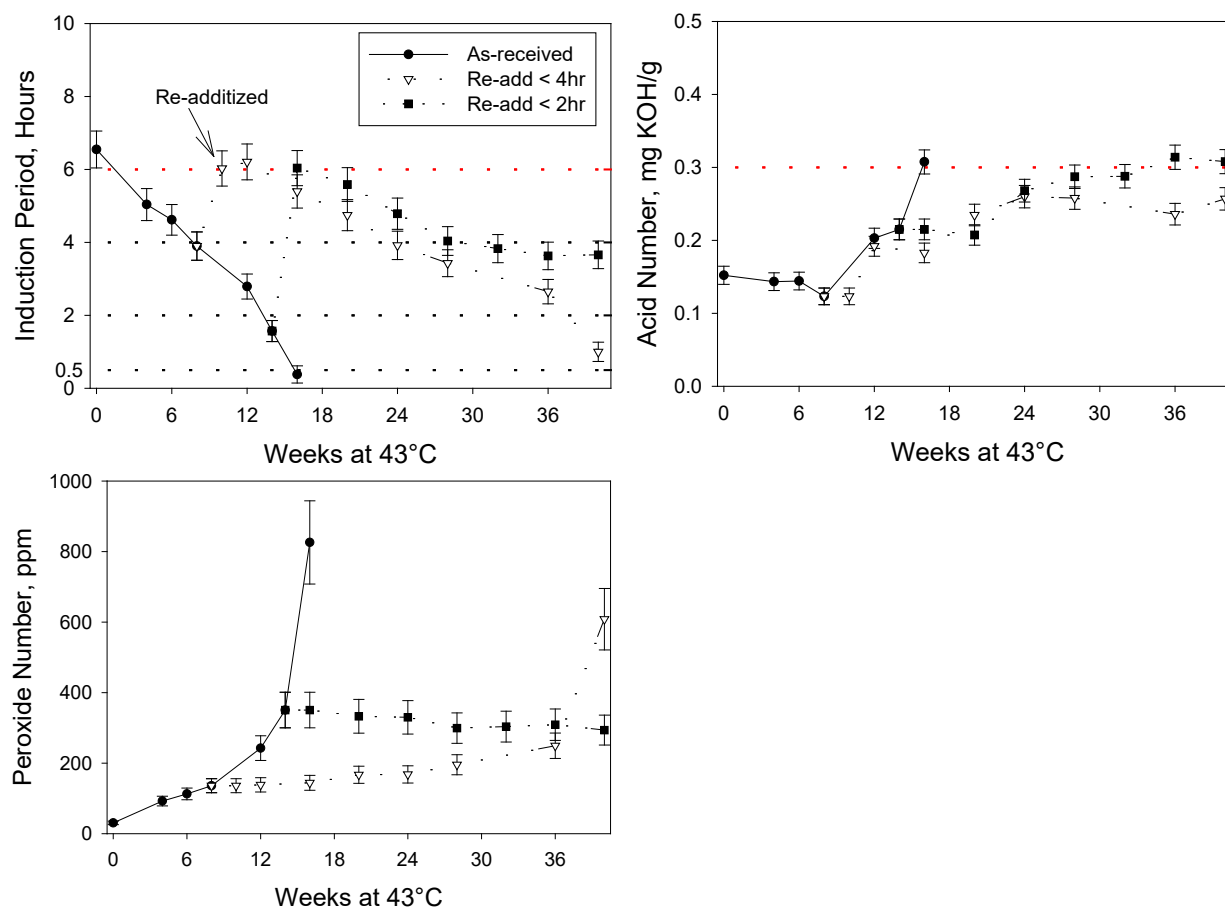 Induction Period, Hours
10
8
6
4
2
0.5
0
As-received
Re-add < 4hr
Re-add < 2hr
Re-additized
0 6 12 18 24 30 36
Weeks at 43°C
Acid Number, mg KOH/g
0.5
0.4
0.3
0.2
0.1
0.0
0 6 12 18 24 30 36
Weeks at 43°C
Peroxide Number, ppm
1000
800
600
400
200
0
0 6 12 18 24 30 36
Weeks at 43°C